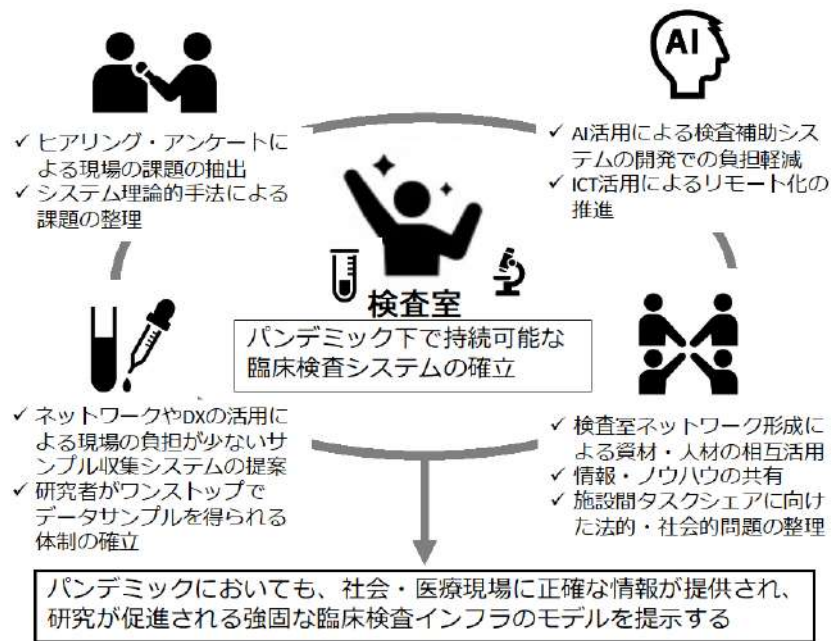 ✓ ヒアリング・アンケートに
よる現場の課題の抽出
✓ システム理論的手法による
課題の整理
AI
✓ AI活用による検査補助シス
テムの開発での負担軽減
✓ ICT活用によるリモート化の
推進
検査室
パンデミック下で持続可能な
臨床検査システムの確立
✓ ネットワークやDXの活用に
よる現場の負担が少ないサ
ンプル収集システムの提案
✓ 研究者がワンストップで
データサンプルを得られる
体制の確立
✓ 検査室ネットワーク形成に
よる資材・人材の相互活用
✓ 情報・ノウハウの共有
✓ 施設間タスクシェアに向け
た法的・社会的問題の整理
パンデミックにおいても、社会・医療現場に正確な情報が提供され、
研究が促進される強固な臨床検査インフラのモデルを提示する